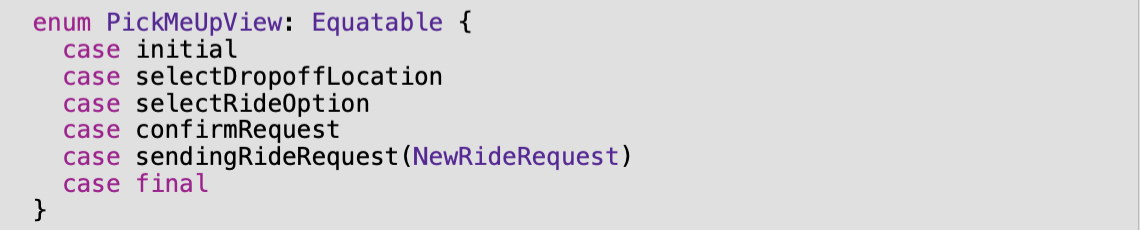 enum PickMeUpView: Equatable {
  case initial
  case selectDropoffLocation
  case selectRideOption
  case confirmRequest
  case sendingRideRequest(NewRideRequest)
  case final
}